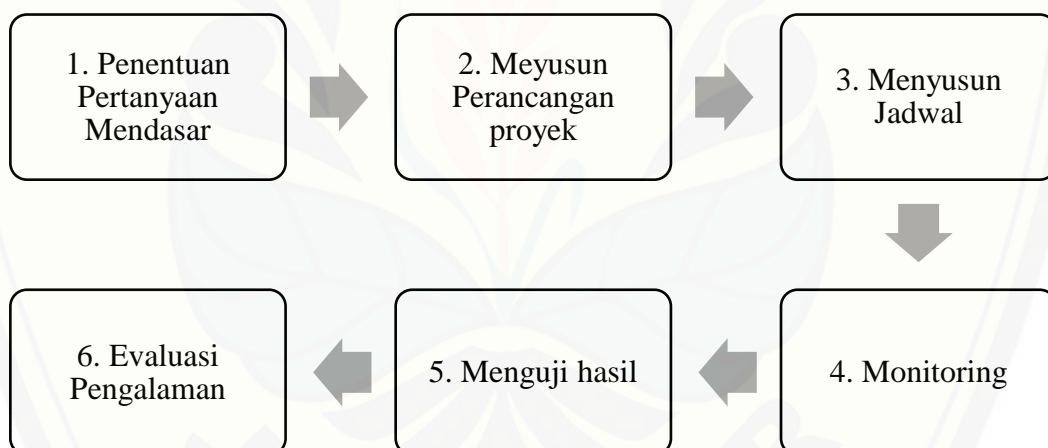 1. Penentuan
Pertanyaan
Mendasar
2. Meyusun
Perancangan
proyek
3. Menyusun
Jadwal
4. Monitoring
5. Menguji hasil
6. Evaluasi
Pengalaman